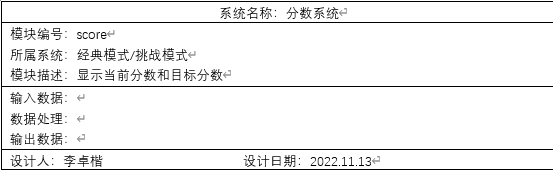 系统名称：分数系统
模块编号：score
所属系统：经典模式/挑战模式
模块描述：显示当前分数和目标分数
输入数据：
数据处理：
输出数据：
设计人：李卓楷 设计日期：2022.11.13